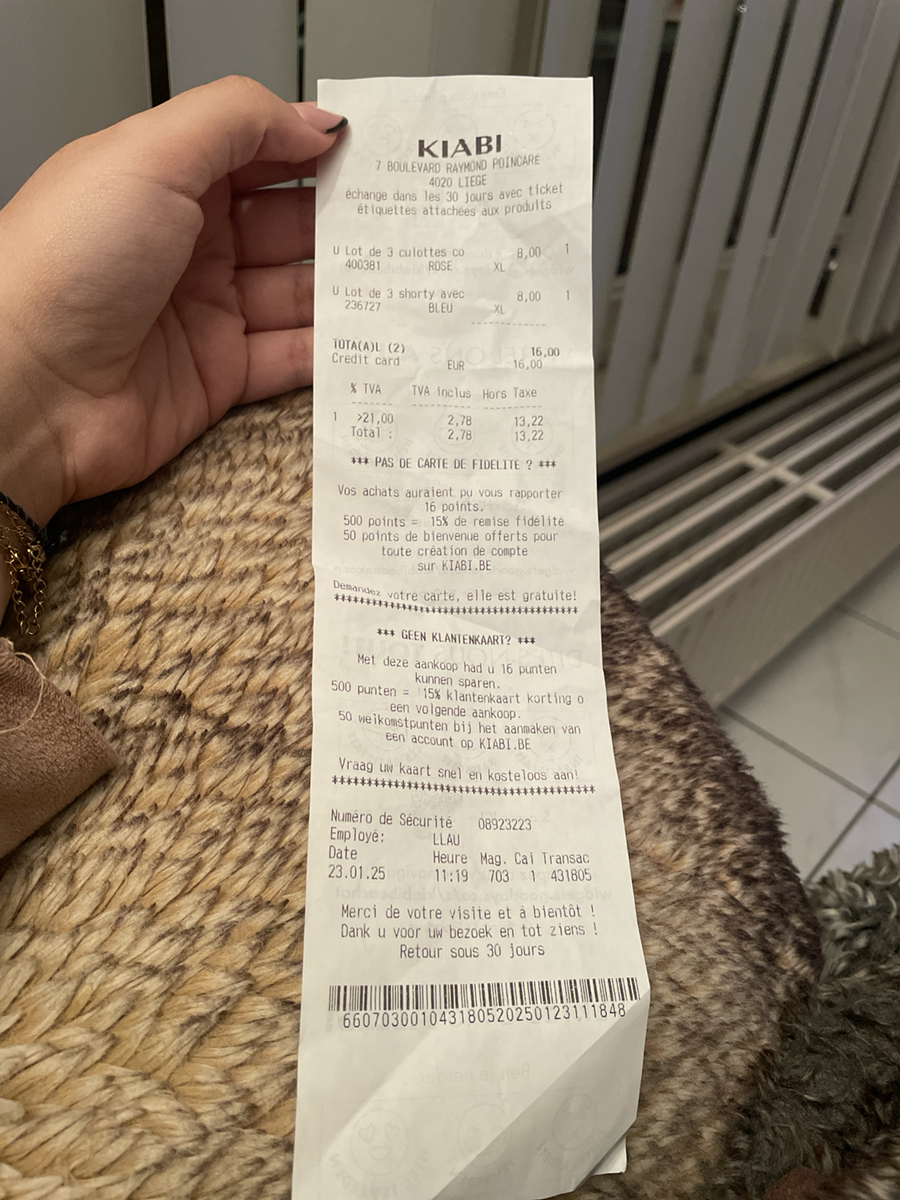 KIABI
7 BOULEVARD RAYMOND POINCARE
4020 LIEGE
échange dans les 30 jours avec ticket
étiquettes attachées aux produits
U Lot de 3 culottes co 8,00 1
400381 ROSE XL
U Lot de 3 shorty avec 8,00 1
236727 BLEU XL
TOTA(A)L (2) 16,00
Credit card EUR 16,00
% TVA TVA inclus Hors Taxe
1 >21,00 2,78 13,22
Total : 2,78 13,22
*** PAS DE CARTE DE FIDELITE ? ***
Vos achats auraient pu vous rapporter
16 points.
500 points = 15% de remise fidélité
50 points de bienvenue offerts pour
toute création de compte
sur KIABI.BE
Demandez votre carte, elle est gratuite!
*** GEEN KLANTENKAART? ***
Met deze aankoop had u 16 punten
kunnen sparen.
500 punten = 15% klantenkaart korting o
een volgende aankoop.
50 welkomstpunten bij het aanmaken van
een account op KIABI.BE
Vraag uw kaart snel en kosteloos aan!
Numéro de Sécurité 08923223
Employé: LLAU
Date Heure Mag. Cai Transac
23.01.25 11:19 703 1 431805
Merci de votre visite et à bientôt !
Dank u voor uw bezoek en tot ziens !
Retour sous 30 jours
660703001043180520250123111848